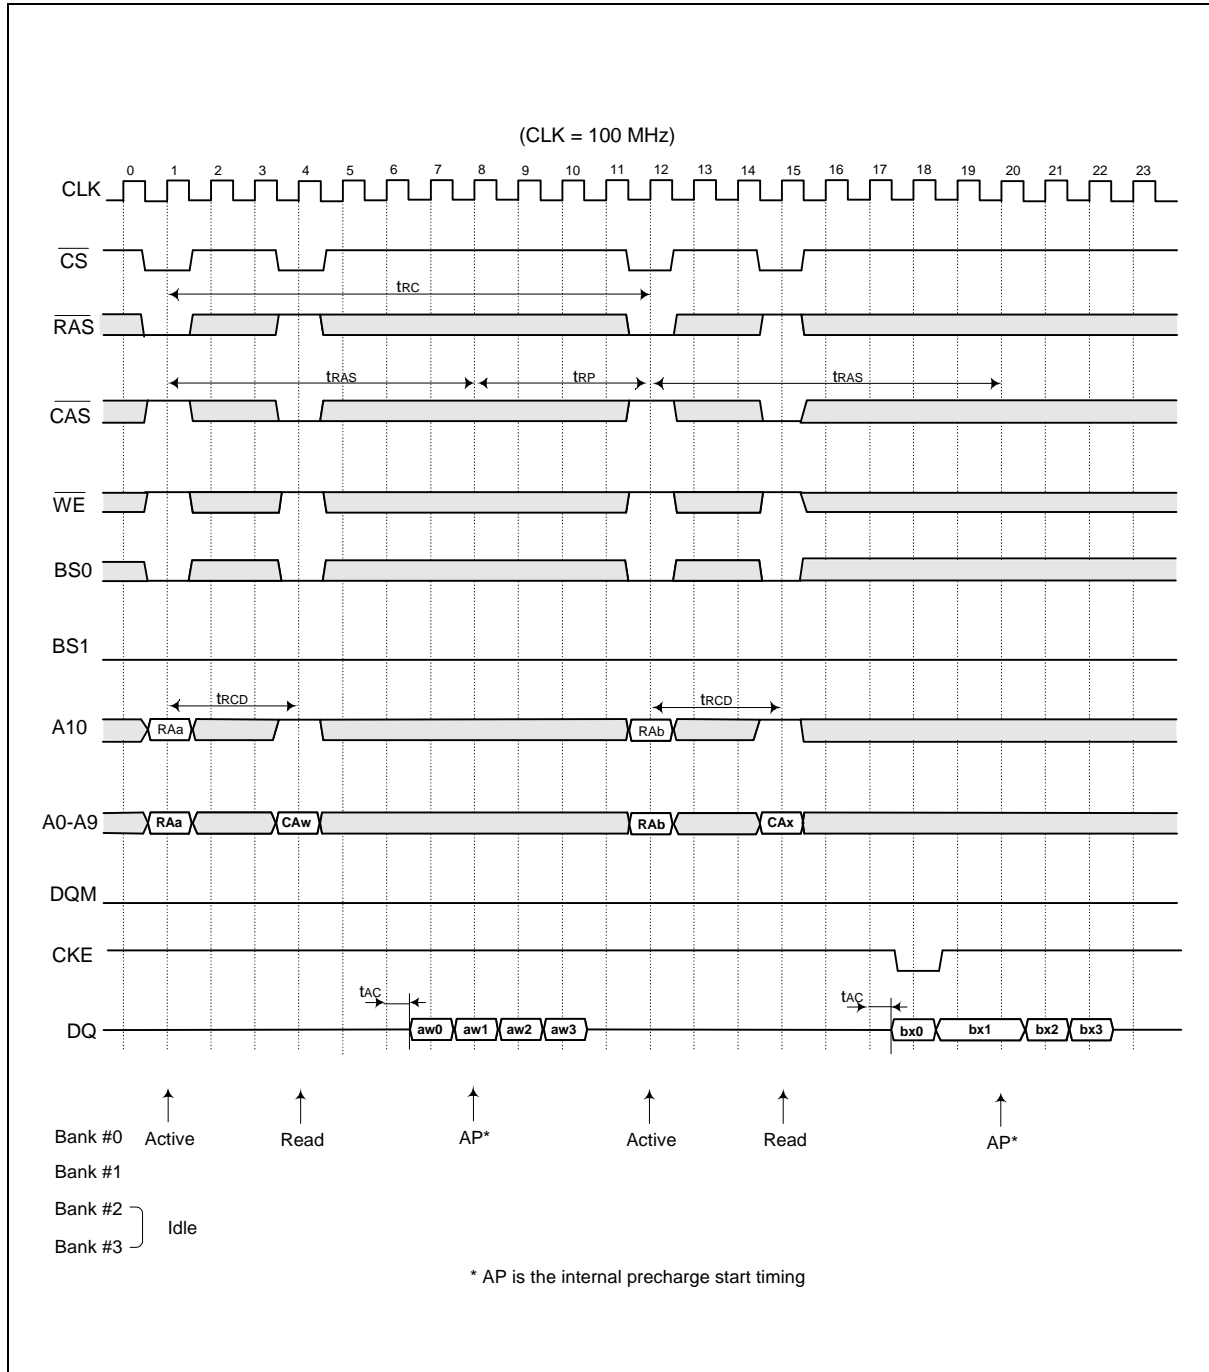 (CLK = 100 MHz)
0 1 2 3 4 5 6 7 8 9 10 11 12 13 14 15 16 17 18 19 20 21 22 23
CLK
CS
tRC
RAS
tRAS tRP tRAS
CAS
WE
BS0
BS1
tRCD tRCD
A10 RAa RAb
A0-A9 RAa CAw RAb CAx
DQM
CKE
tAC tAC
DQ aw0 aw1 aw2 aw3 bx0 bx1 bx2 bx3
Bank #0 Active Read AP* Active Read AP*
Bank #1
Bank #2
Idle
Bank #3
* AP is the internal precharge start timing